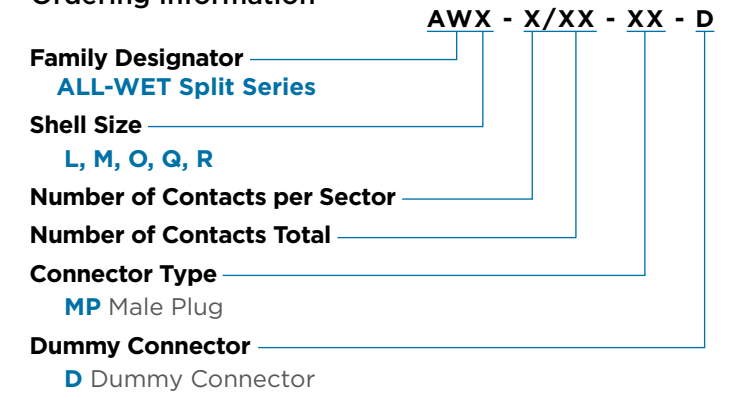 Ordering Information
AWX - X/XX - XX - D
Family Designator
ALL-WET Split Series
Shell Size
L, M, O, Q, R
Number of Contacts per Sector
Number of Contacts Total
Connector Type
MP Male Plug
Dummy Connector
D Dummy Connector